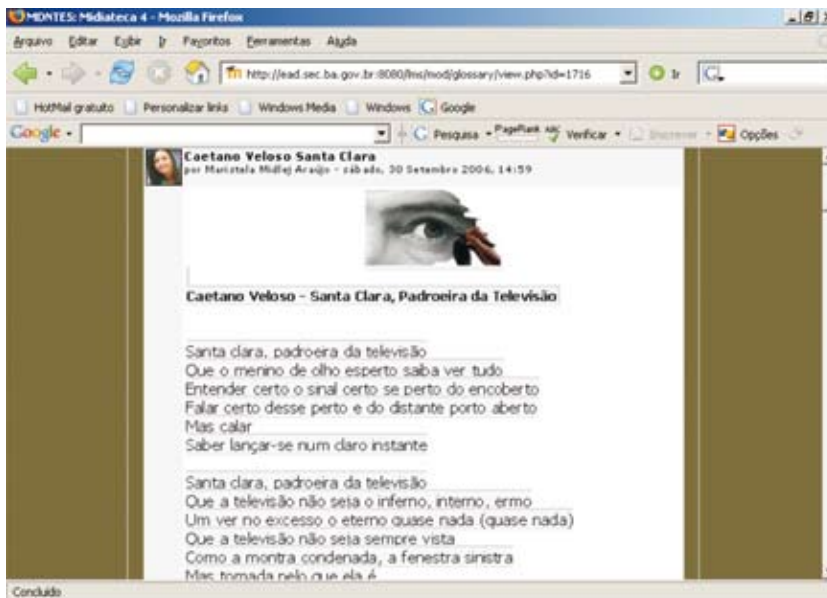 MONTES: Midiateca 4 - Mozilla Firefox
Arquivo Editar Exibir Ir Favoritos Ferramentas Ajuda
http://ead.sec.ba.gov.br:8080/lms/mod/glossary/view.php?id=1716 Ir
HotMail gratuito Personalizar links Windows Media Windows Google
Google Pesquisa PageRank ABC Verificar Opções
Caetano Veloso Santa Clara
por Maristela Midlej Araújo - sábado, 30 Setembro 2006, 14:59
Caetano Veloso - Santa Clara, Padroeira da Televisão
Santa clara, padroeira da televisão
Que o menino de olho esperto saiba ver tudo
Entender certo o sinal certo se perto do encoberto
Falar certo desse perto e do distante porto aberto
Mas calar
Saber lançar-se num claro instante
Santa clara, padroeira da televisão
Que a televisão não seja o inferno, interno, ermo
Um ver no excesso o eterno quase nada (quase nada)
Que a televisão não seja sempre vista
Como a montra condenada, a fenestra sinistra
Mas tomada pelo que ela é
Concluído